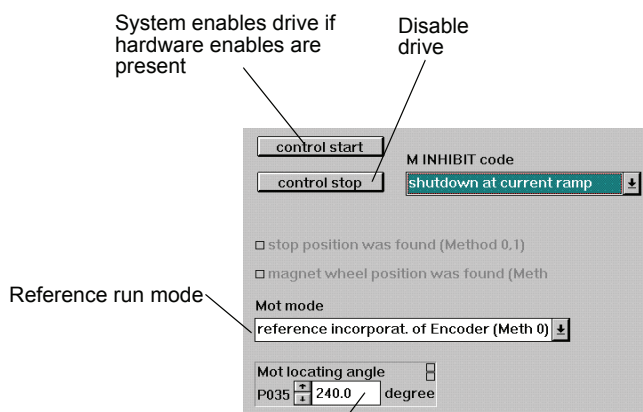 System enables drive if
hardware enables are
present
Disable
drive
control start
M INHIBIT code
control stop
shutdown at current ramp
stop position was found (Method 0,1)
magnet wheel position was found (Meth
Reference run mode
Mot mode
reference incorporat. of Encoder (Meth 0)
Mot locating angle
P035 240.0 degree